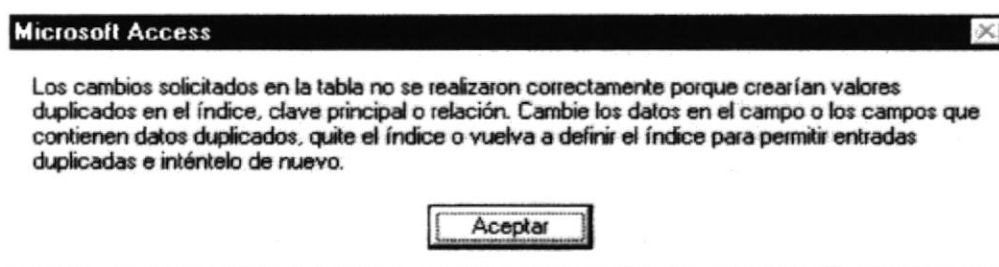 Microsoft Access
Los cambios solicitados en la tabla no se realizaron correctamente porque crearían valores
duplicados en el índice, clave principal o relación. Cambie los datos en el campo o los campos que
contienen datos duplicados, quite el índice o vuelva a definir el índice para permitir entradas
duplicadas e inténtelo de nuevo.
Aceptar